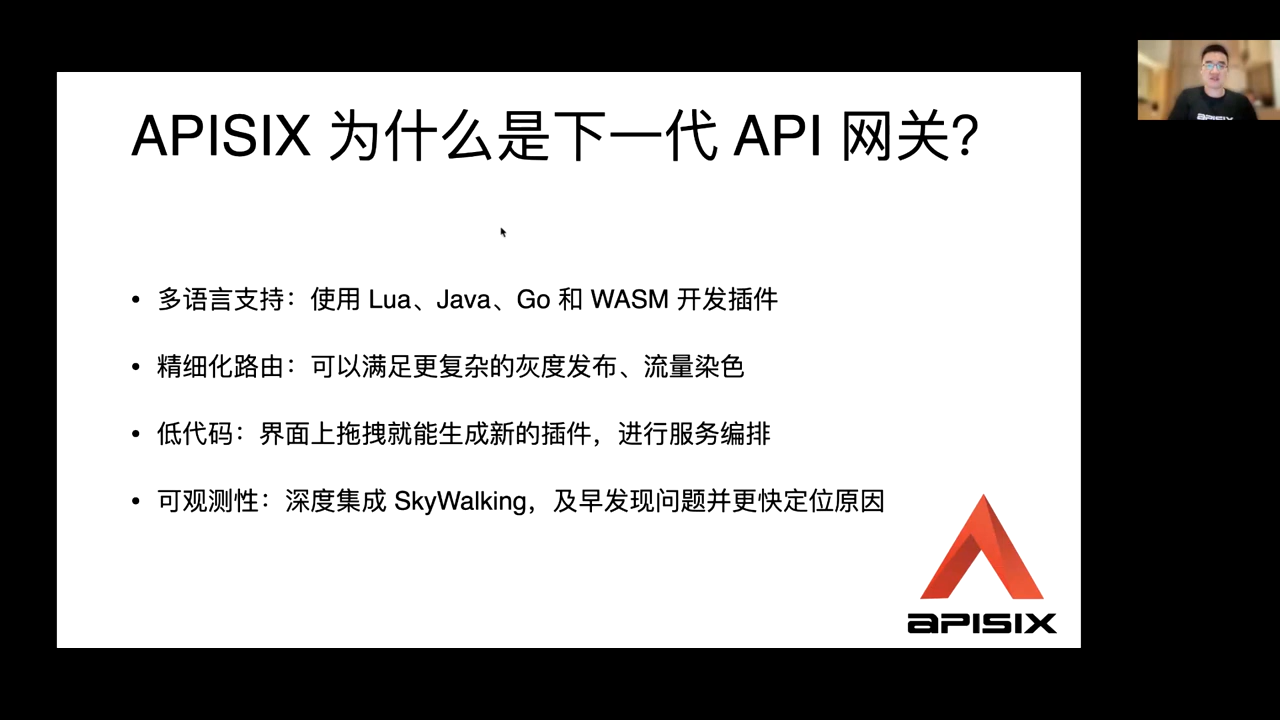 APISIX 为什么是下一代 API 网关？
• 多语言支持：使用 Lua、Java、Go 和 WASM 开发插件
• 精细化路由：可以满足更复杂的灰度发布、流量染色
• 低代码：界面上拖拽就能生成新的插件，进行服务编排
• 可观测性：深度集成 SkyWalking，及早发现问题并更快定位原因
APISIX
APISIX